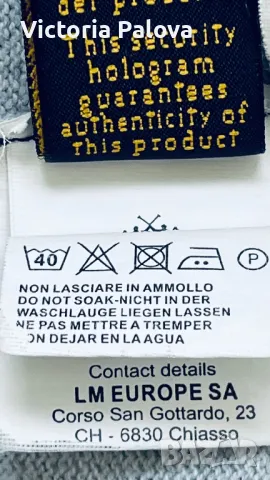 Victoria Palova
der produkt
This security
hologram
guarantees
authenticity of
this product
40
P
NON LASCIARE IN AMMOLLO
DO NOT SOAK-NICHT IN DER
WASCHLAUGE LIEGEN LASSEN
NE PAS METTRE A TREMPER
ON DEJAR EN LA AGUA
Contact details
LM EUROPE SA
Corso San Gottardo, 23
CH - 6830 Chiasso